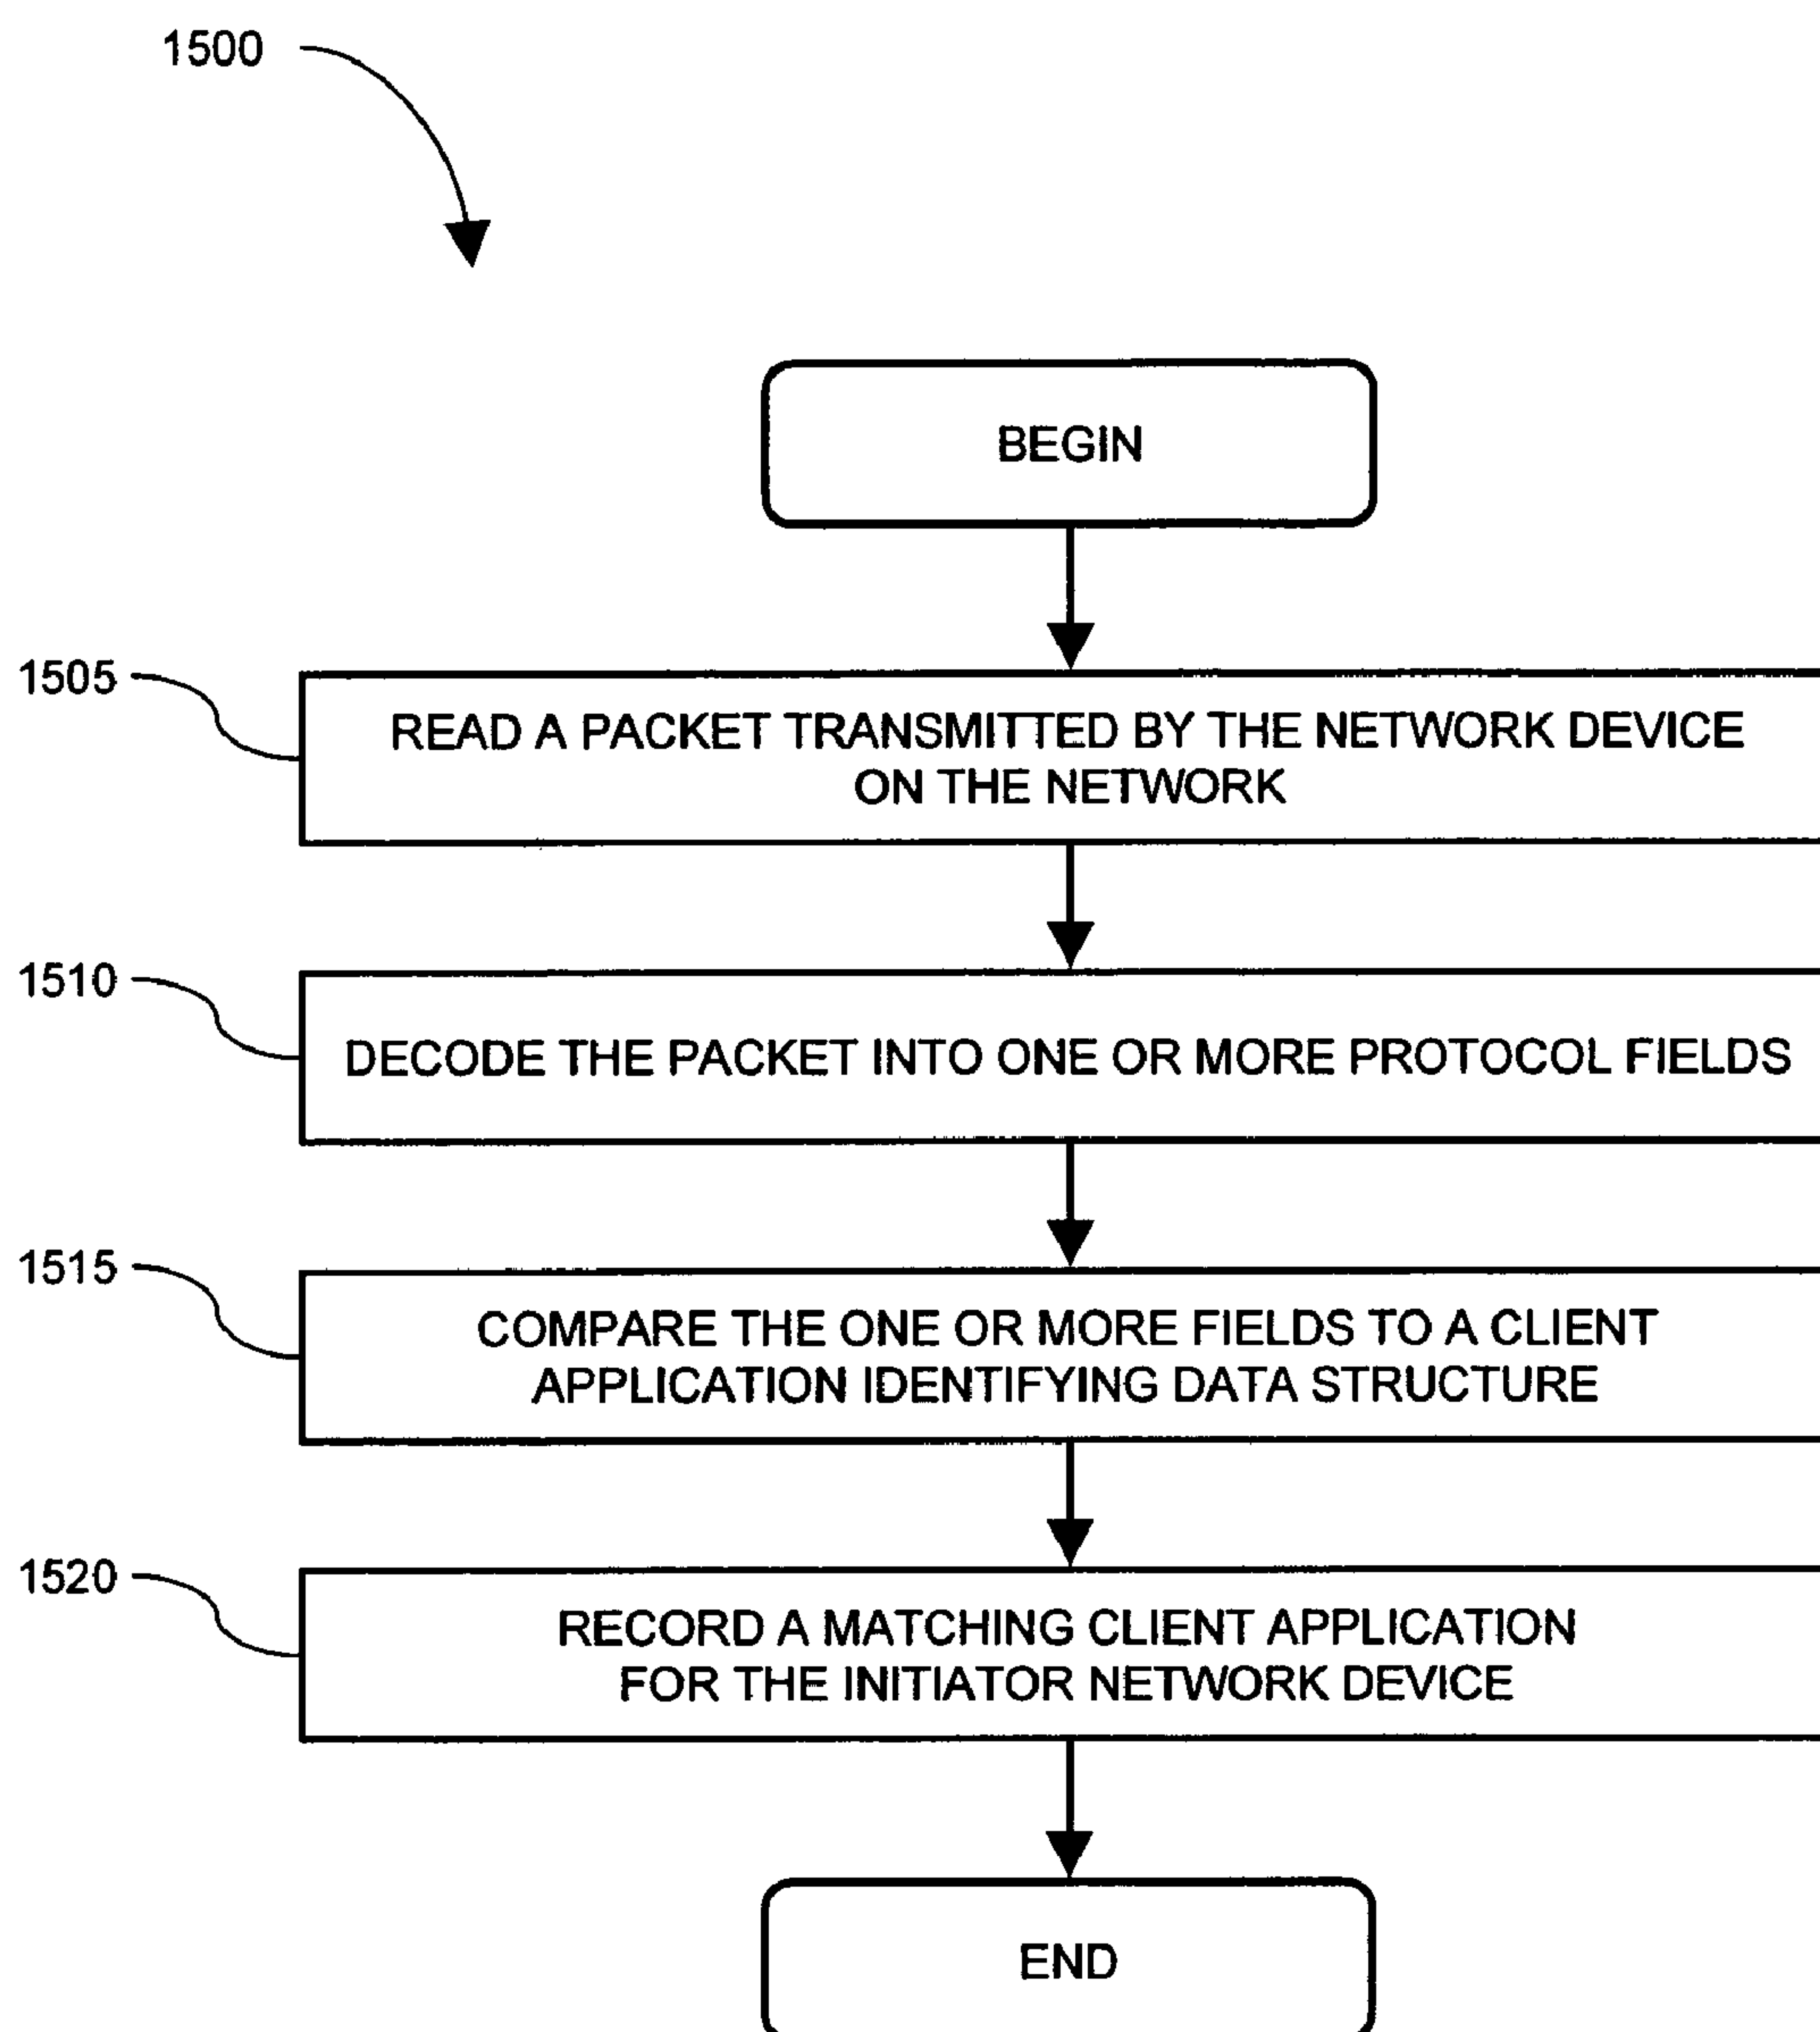 1500
BEGIN
1505
READ A PACKET TRANSMITTED BY THE NETWORK DEVICE
ON THE NETWORK
1510
DECODE THE PACKET INTO ONE OR MORE PROTOCOL FIELDS
1515
COMPARE THE ONE OR MORE FIELDS TO A CLIENT
APPLICATION IDENTIFYING DATA STRUCTURE
1520
RECORD A MATCHING CLIENT APPLICATION
FOR THE INITIATOR NETWORK DEVICE
END